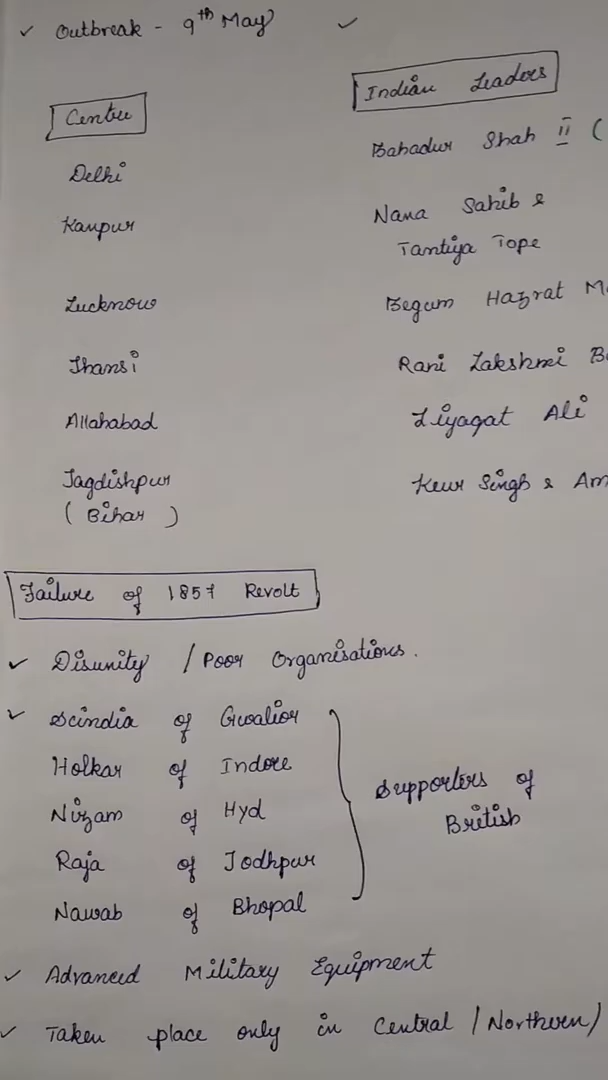 ✓ Outbreak - 9th May ✓
Centre Indian Leaders
Delhi Bahadur Shah II (
Kanpur Nana Sahib &
Tantiya Tope
Lucknow Begum Hazrat M
Jhansi Rani Lakshmi B
Allahabad Liyaqat Ali
Jagdishpur Keur Singh & Am
( Bihar )
Failure of 1857 Revolt
✓ Disunity / Poor Organisations.
✓ Scindia of Gwalior
Holkar of Indore
Nizam of Hyd
Raja of Jodhpur
Nawab of Bhopal
Supporters of
British
✓ Advanced Military Equipment
✓ Taken place only in Central / Northern /